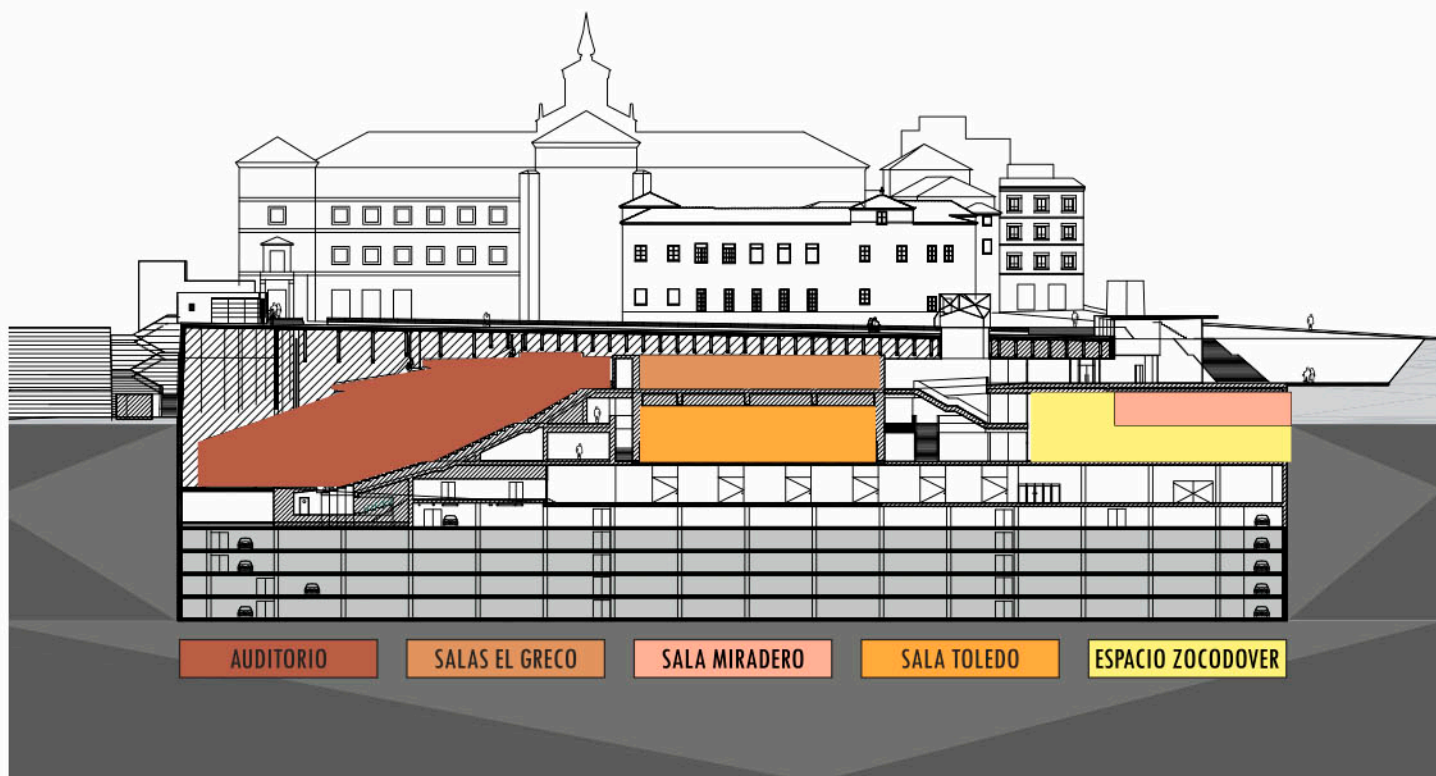 AUDITORIO
SALAS EL GRECO
SALA MIRADERO
SALA TOLEDO
ESPACIO ZOCODOVER